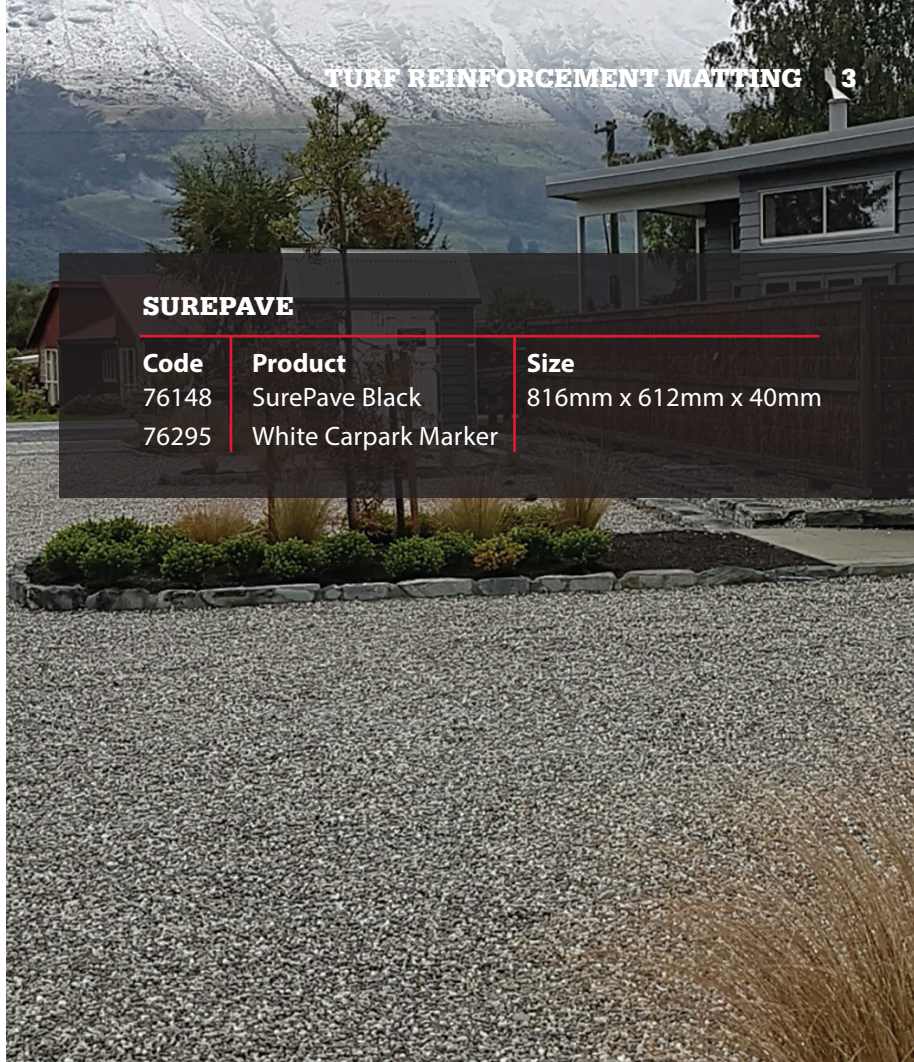 TURF REINFORCEMENT MATTING 3
SUREPAVE
Code Product Size
76148 SurePave Black 816mm x 612mm x 40mm
76295 White Carpark Marker